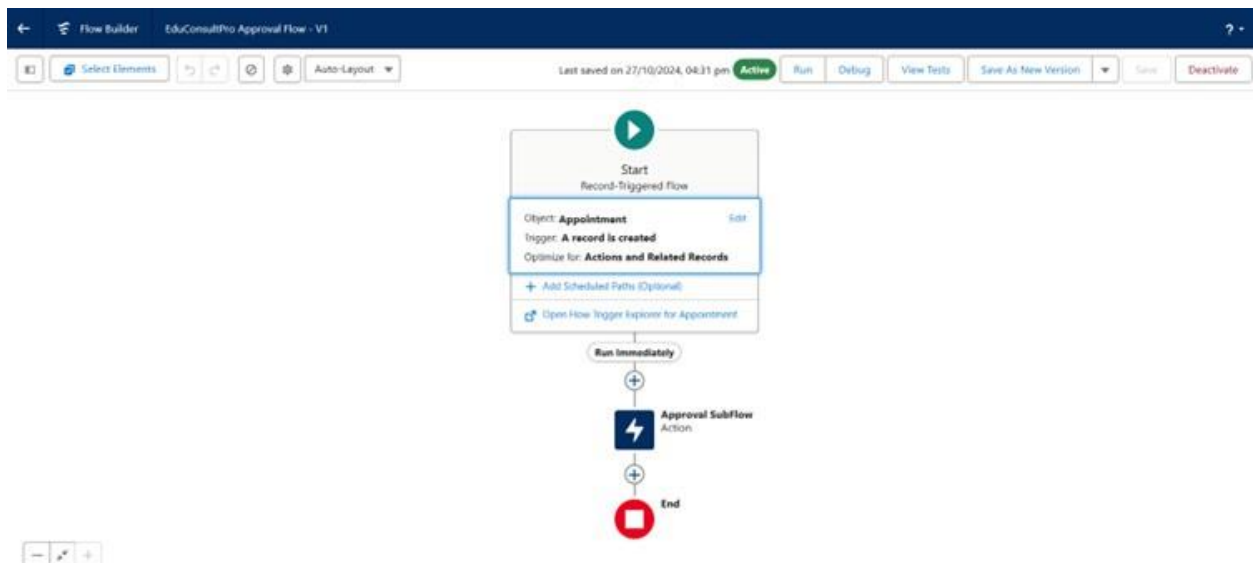 Flow Builder EduConsultPro Approval Flow - V1 ?
Select Elements Auto-Layout Last saved on 27/10/2024, 04:31 pm Active Run Debug View Tests Save As New Version Save Deactivate
Start
Record-Triggered Flow
Object: Appointment Edit
Trigger: A record is created
Optimize for: Actions and Related Records
+ Add Scheduled Paths (Optional)
Open Flow Trigger Explorer for Appointment
Run Immediately
Approval SubFlow
Action
End